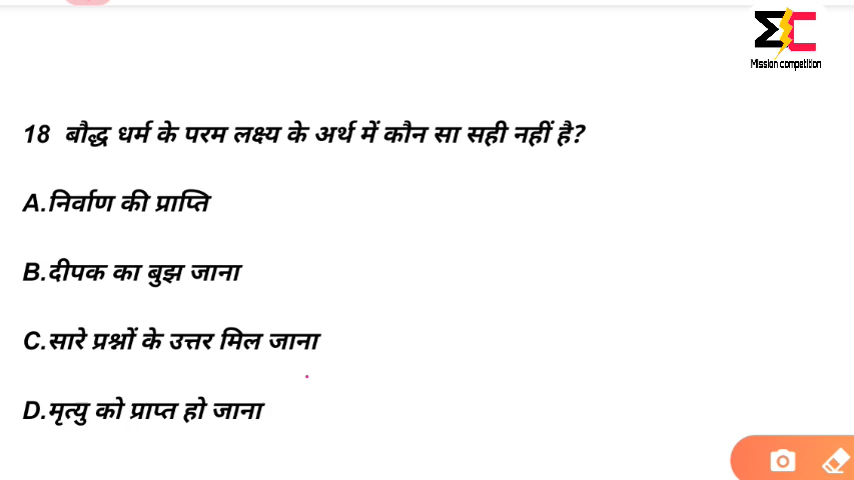 Mission competition
18 बौद्ध धर्म के परम लक्ष्य के अर्थ में कौन सा सही नहीं है?
A.निर्वाण की प्राप्ति
B.दीपक का बुझ जाना
C.सारे प्रश्नों के उत्तर मिल जाना
D.मृत्यु को प्राप्त हो जाना